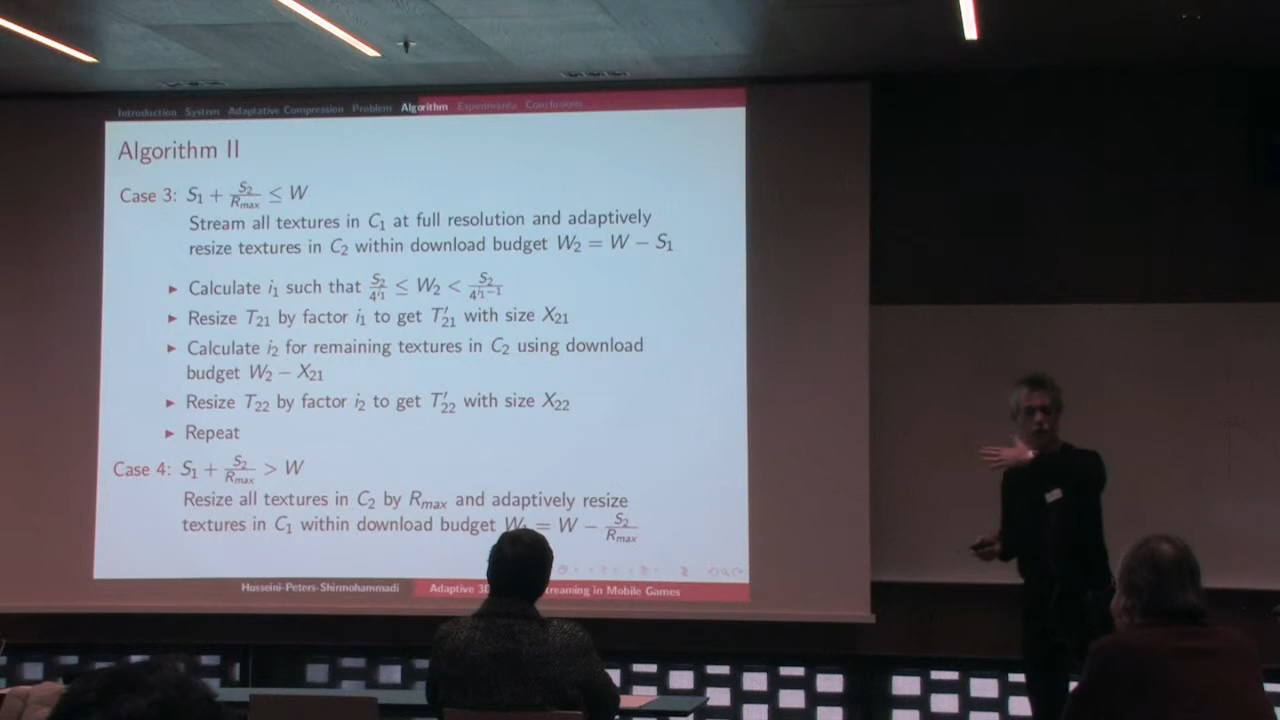 Introduction System Adaptative Compression Problem Algorithm Experiments Conclusions
Algorithm II
Case 3: S₁ + S₂/Rmax ≤ W
Stream all textures in C₁ at full resolution and adaptively
resize textures in C₂ within download budget W₂ = W − S₁
▸ Calculate i₁ such that S₂/4^i₁ ≤ W₂ < S₂/4^(i₁−1)
▸ Resize T₂₁ by factor i₁ to get T′₂₁ with size X₂₁
▸ Calculate i₂ for remaining textures in C₂ using download
budget W₂ − X₂₁
▸ Resize T₂₂ by factor i₂ to get T′₂₂ with size X₂₂
▸ Repeat
Case 4: S₁ + S₂/Rmax > W
Resize all textures in C₂ by Rmax and adaptively resize
textures in C₁ within download budget W = W − S₂/Rmax
Hosseini-Peters-Shirmohammadi
Adaptive 3D Streaming in Mobile Games